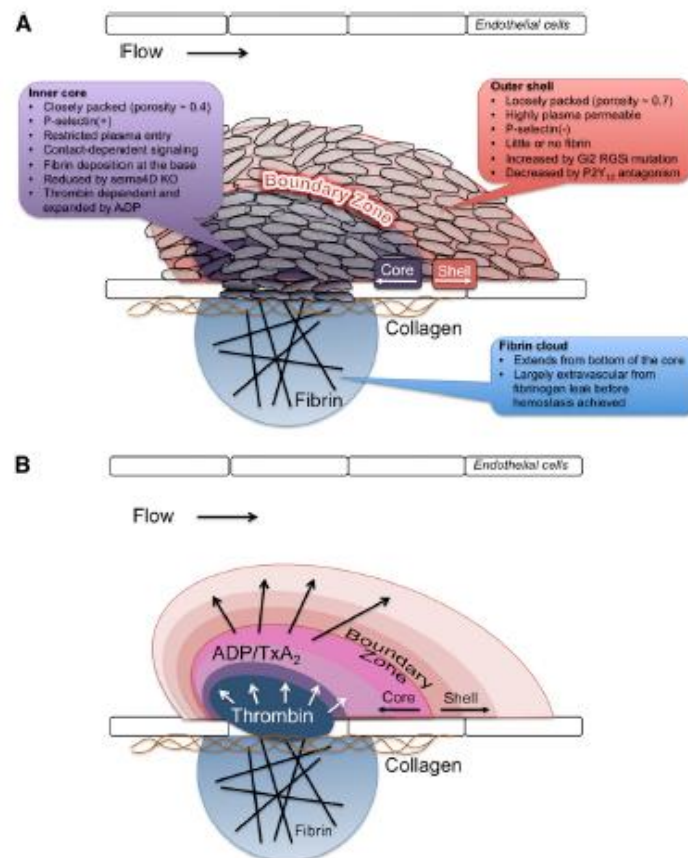 A
Endothelial cells
Flow
Inner core
• Closely packed (porosity ~ 0.4)
• P-selectin(+)
• Restricted plasma entry
• Contact-dependent signaling
• Fibrin deposition at the base
• Reduced by sema4D KO
• Thrombin dependent and
expanded by ADP
Outer shell
• Loosely packed (porosity ~ 0.7)
• Highly plasma permeable
• P-selectin(-)
• Little or no fibrin
• Increased by Gi2 RGSi mutation
• Decreased by P2Y12 antagonism
Boundary Zone
Core
Shell
Collagen
Fibrin
Fibrin cloud
• Extends from bottom of the core
• Largely extravascular from
fibrinogen leak before
hemostasis achieved
B
Endothelial cells
Flow
ADP/TxA2
Boundary
Zone
Core
Shell
Thrombin
Collagen
Fibrin